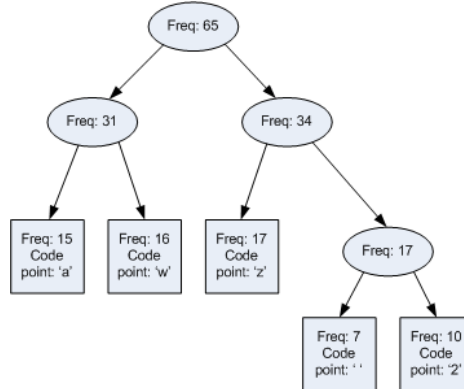 Freq: 65
Freq: 31
Freq: 34
Freq: 15
Code
point: ‘a’
Freq: 16
Code
point: ‘w’
Freq: 17
Code
point: ‘z’
Freq: 17
Freq: 7
Code
point: ‘ ‘
Freq: 10
Code
point: ‘2’